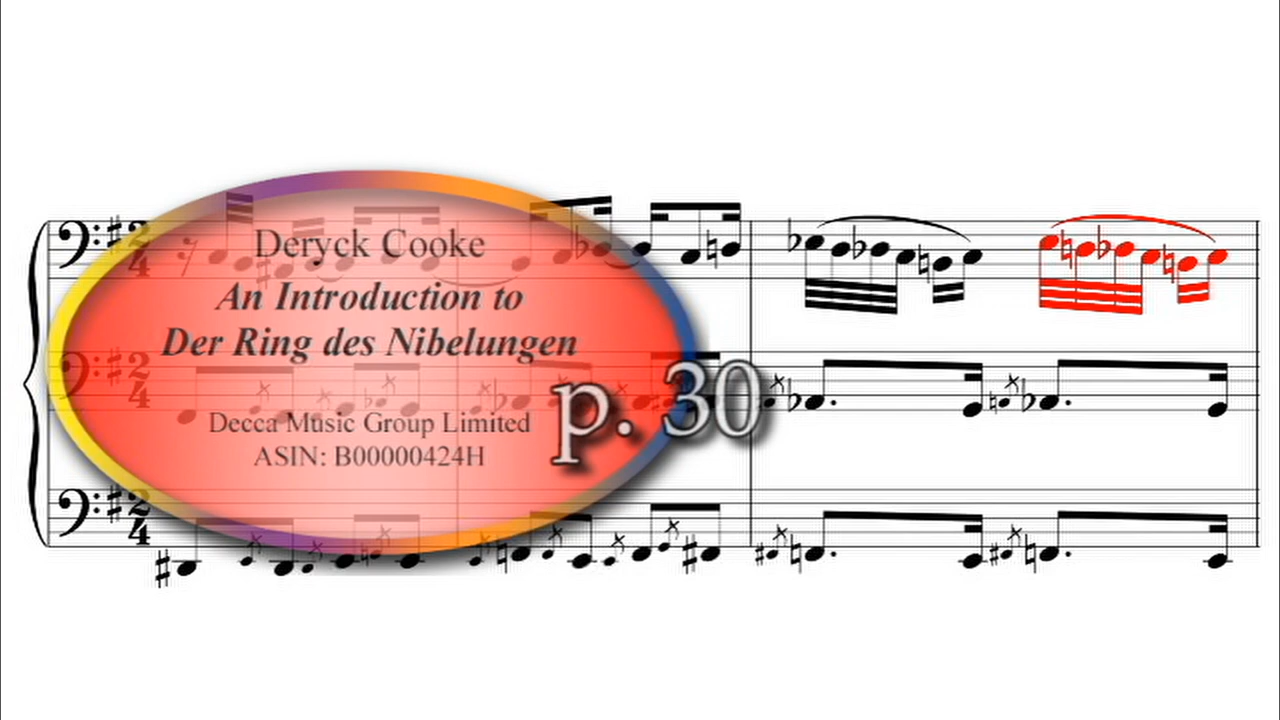 Deryck Cooke
An Introduction to
Der Ring des Nibelungen
p. 30
Decca Music Group Limited
ASIN: B00000424H